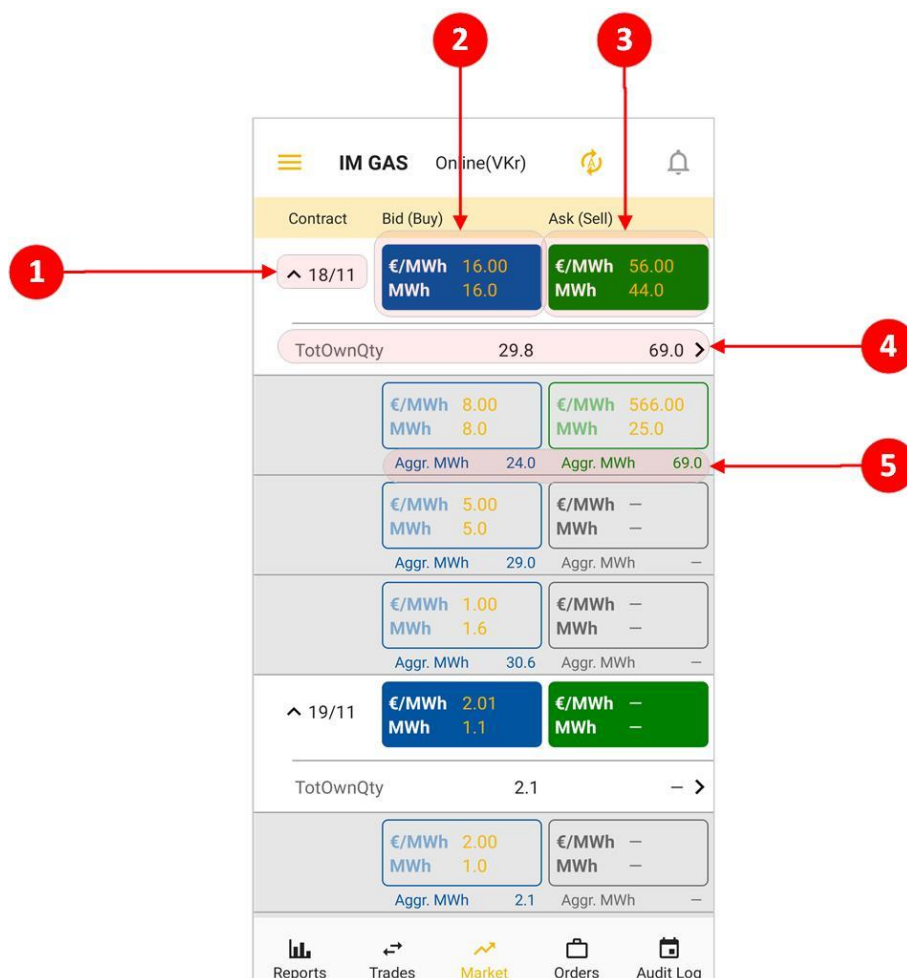 2 3
IM GAS Online(VKr)
Contract Bid (Buy) Ask (Sell)
1 18/11 €/MWh 16.00 €/MWh 56.00
MWh 16.0 MWh 44.0
TotOwnQty 29.8 69.0 4
€/MWh 8.00 €/MWh 566.00
MWh 8.0 MWh 25.0
Aggr. MWh 24.0 Aggr. MWh 69.0 5
€/MWh 5.00 €/MWh –
MWh 5.0 MWh –
Aggr. MWh 29.0 Aggr. MWh –
€/MWh 1.00 €/MWh –
MWh 1.6 MWh –
Aggr. MWh 30.6 Aggr. MWh –
19/11 €/MWh 2.01 €/MWh –
MWh 1.1 MWh –
TotOwnQty 2.1 –
€/MWh 2.00 €/MWh –
MWh 1.0 MWh –
Aggr. MWh 2.1 Aggr. MWh –
Reports Trades Market Orders Audit Log